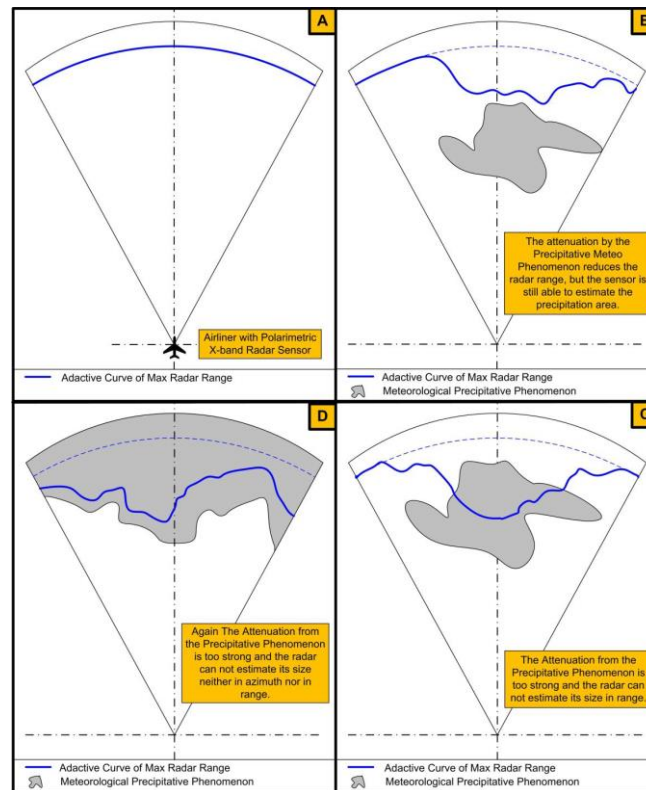 A
Airliner with Polarimetric
X-band Radar Sensor
Adactive Curve of Max Radar Range
B
The attenuation by the
Precipitative Meteo
Phenomenon reduces the
radar range, but the sensor is
still able to estimate the
precipitation area.
Adactive Curve of Max Radar Range
Meteorological Precipitative Phenomenon
D
Again The Attenuation from
the Precipitative Phenomenon
is too strong and the radar
can not estimate its size
neither in azimuth nor in
range.
Adactive Curve of Max Radar Range
Meteorological Precipitative Phenomenon
C
The Attenuation from the
Precipitative Phenomenon is
too strong and the radar can
not estimate its size in range.
Adactive Curve of Max Radar Range
Meteorological Precipitative Phenomenon